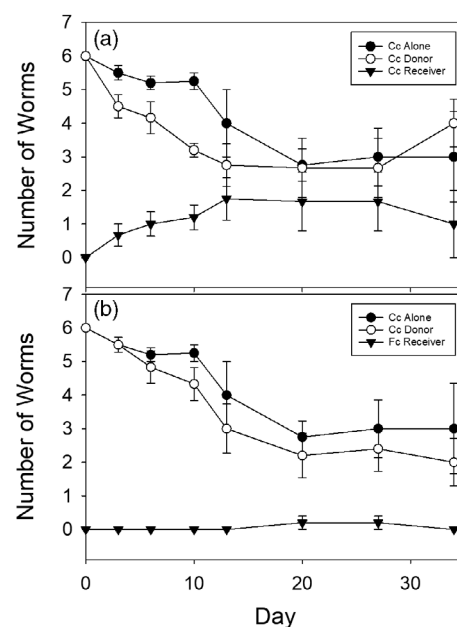 (a)
Cc Alone
Cc Donor
Cc Receiver
Number of Worms
7
6
5
4
3
2
1
0
(b)
Cc Alone
Cc Donor
Fc Receiver
Number of Worms
7
6
5
4
3
2
1
0
0 10 20 30
Day